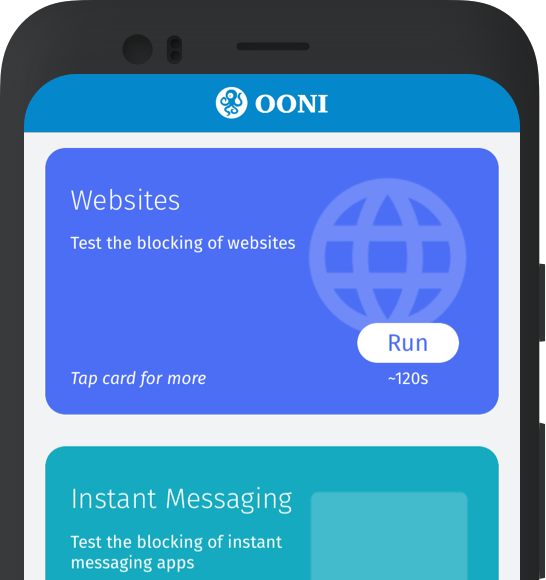 OONI
Websites
Test the blocking of websites
Run
Tap card for more
~120s
Instant Messaging
Test the blocking of instant
messaging apps